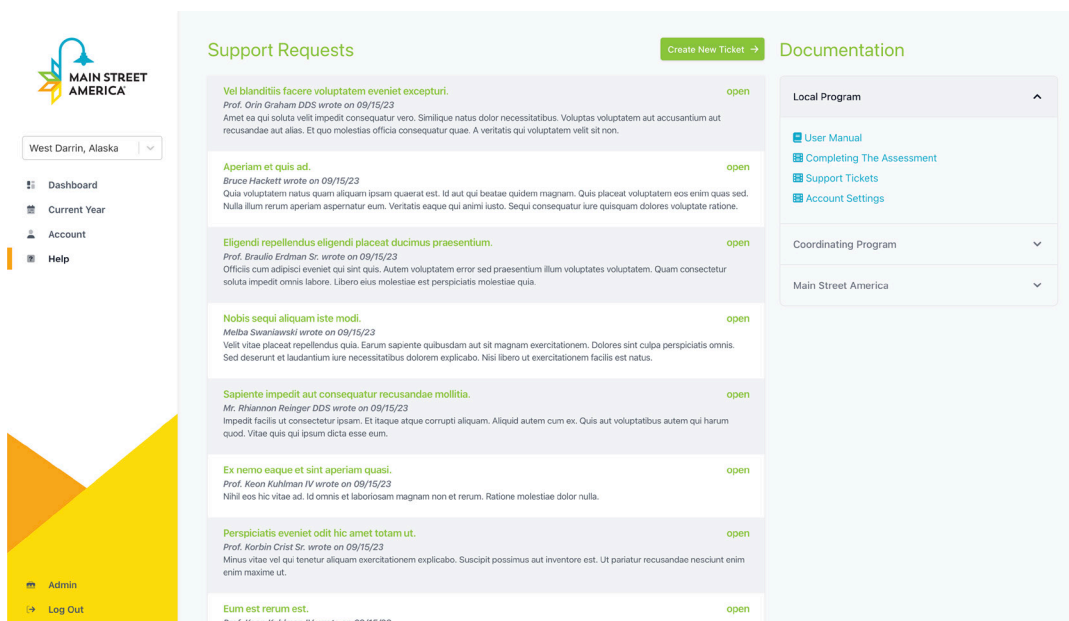 MAIN STREET
AMERICA
West Darrin, Alaska
Dashboard
Current Year
Account
Help
Admin
Log Out
Support Requests
Create New Ticket
Vel blanditiis facere voluptatem eveniet excepturi.
open
Prof. Orin Graham DDS wrote on 09/15/23
Amet ea qui soluta velit impedit consequatur vero. Similique natus dolor necessitatibus. Voluptas voluptatem aut accusantium aut
recusandae aut alias. Et quo molestias officia consequatur quae. A veritatis qui voluptatem velit sit non.
Aperiam et quis ad.
open
Bruce Hackett wrote on 09/15/23
Quia voluptatem natus quam aliquam ipsam quaerat est. Id aut qui beatae quidem magnam. Quis placeat voluptatem eos enim quas sed.
Nulla illum rerum aperiam aspernatur eum. Veritatis eaque qui animi iusto. Sequi consequatur iure quisquam dolores voluptate ratione.
Eligendi repellendus eligendi placeat ducimus praesentium.
open
Prof. Braulio Erdman Sr. wrote on 09/15/23
Officiis cum adipisci eveniet qui sint quis. Autem voluptatem error sed praesentium illum voluptates voluptatem. Quam consectetur
soluta impedit omnis labore. Libero eius molestiae est perspiciatis molestiae quia.
Nobis sequi aliquam iste modi.
open
Melba Swaniawski wrote on 09/15/23
Velit vitae placeat repellendus quia. Earum sapiente quibusdam aut sit magnam exercitationem. Dolores sint culpa perspiciatis omnis.
Sed deserunt et laudantium iure necessitatibus dolorem explicabo. Nisi libero ut exercitationem facilis est natus.
Sapiente impedit aut consequatur recusandae mollitia.
open
Mr. Rhiannon Reinger DDS wrote on 09/15/23
Impedit facilis ut consectetur ipsam. Et itaque atque corrupti aliquam. Aliquid autem cum ex. Quis aut voluptatibus autem qui harum
quod. Vitae quis qui ipsum dicta esse eum.
Ex nemo eaque et sint aperiam quasi.
open
Prof. Keon Kuhlman IV wrote on 09/15/23
Nihil eos hic vitae ad. Id omnis et laboriosam magnam non et rerum. Ratione molestiae dolor nulla.
Perspiciatis eveniet odit hic amet totam ut.
open
Prof. Korbin Crist Sr. wrote on 09/15/23
Minus vitae vel qui tenetur aliquam exercitationem explicabo. Suscipit possimus aut inventore est. Ut pariatur recusandae nesciunt enim
enim maxime ut.
Eum est rerum est.
open
Documentation
Local Program
User Manual
Completing The Assessment
Support Tickets
Account Settings
Coordinating Program
Main Street America